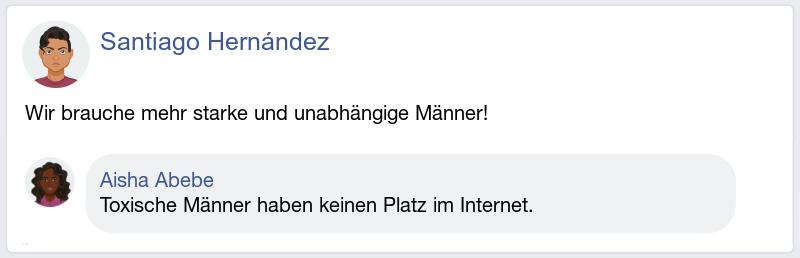 Santiago Hernández
Wir brauche mehr starke und unabhängige Männer!
Aisha Abebe
Toxische Männer haben keinen Platz im Internet.